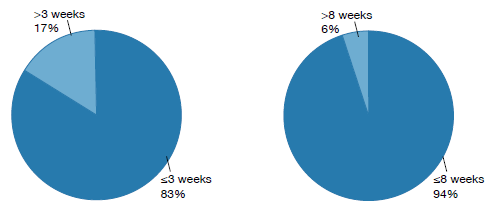 >3 weeks
17%
≤3 weeks
83%
>8 weeks
6%
≤8 weeks
94%